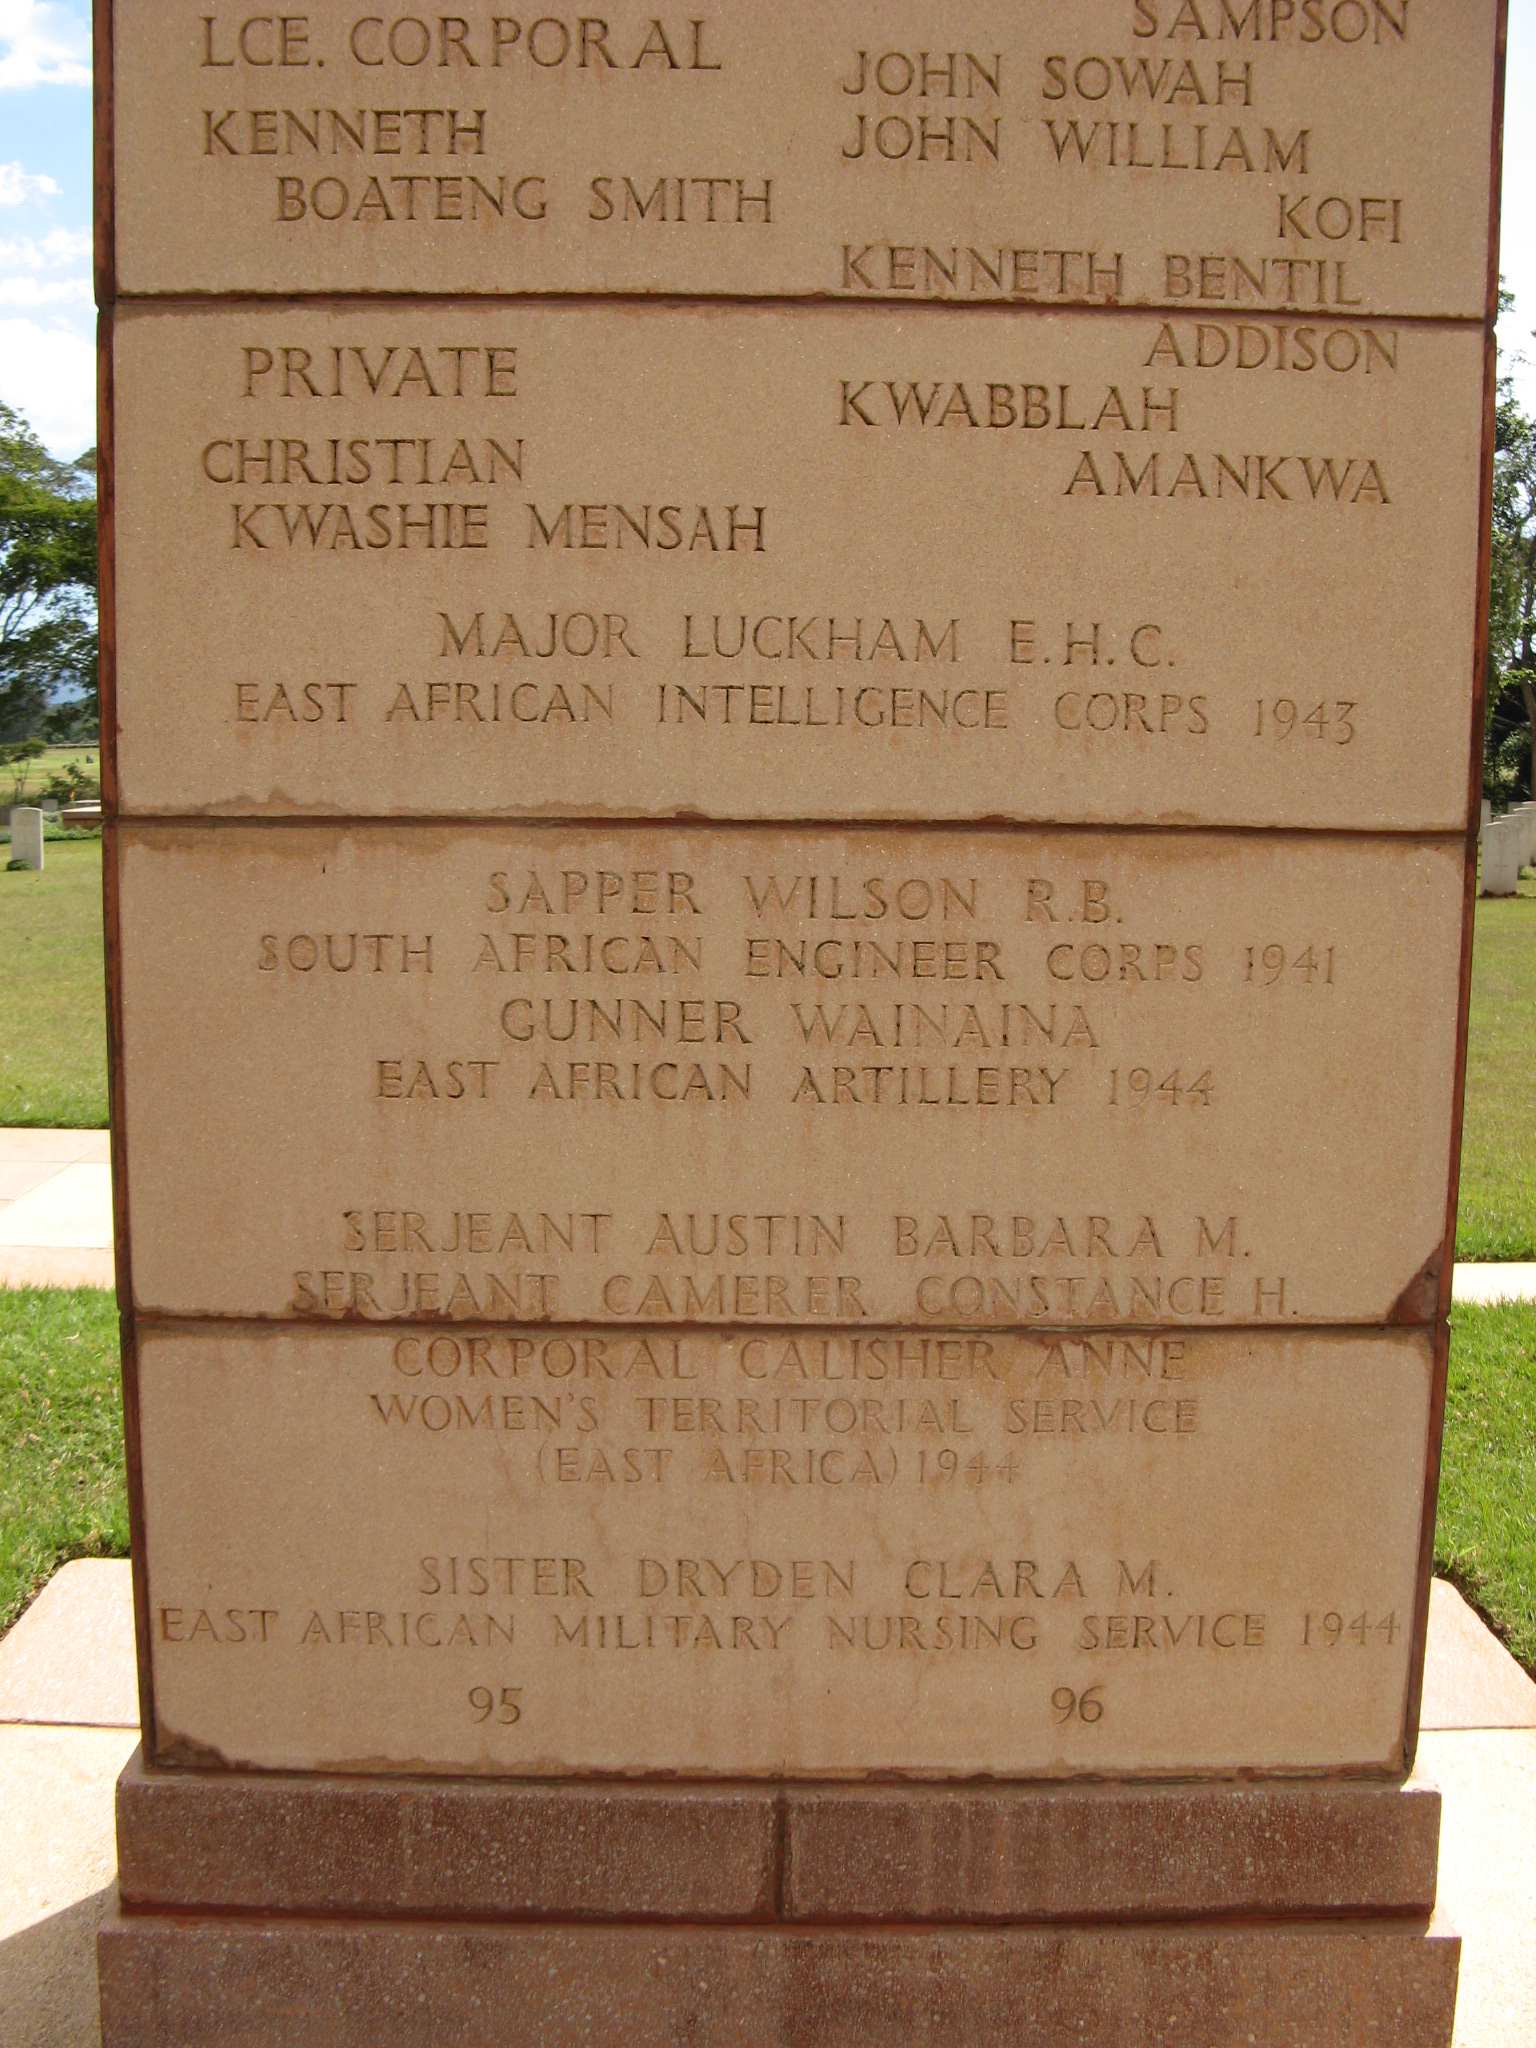 LCE. CORPORAL
KENNETH
BOATENG SMITH
PRIVATE
CHRISTIAN
KWASHIE MENSAH
SAMPSON
JOHN SOWAH
JOHN WILLIAM
KOFI
KENNETH BENTIL
ADDISON
KWABBLAH
AMANKWA
MAJOR LUCKHAM E.H.C.
EAST AFRICAN INTELLIGENCE CORPS 1943
SAPPER WILSON R.B.
SOUTH AFRICAN ENGINEER CORPS 1941
GUNNER WAINAINA
EAST AFRICAN ARTILLERY 1944
SERJEANT AUSTIN BARBARA M.
SERJEANT CAMERER CONSTANCE H.
CORPORAL CALISHER ANNE
WOMEN'S TERRITORIAL SERVICE
(EAST AFRICA) 1944
SISTER DRYDEN CLARA M.
EAST AFRICAN MILITARY NURSING SERVICE 1944
95 96